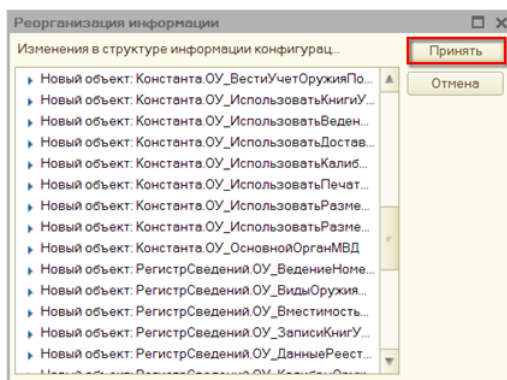 Реорганизация информации
Изменения в структуре информации конфигурац...
Принять
Отмена
Новый объект: Константа.ОУ_ВестиУчетОружияПо...
Новый объект: Константа.ОУ_ИспользоватьКнигиУ...
Новый объект: Константа.ОУ_ИспользоватьВеден...
Новый объект: Константа.ОУ_ИспользоватьДостав...
Новый объект: Константа.ОУ_ИспользоватьКалиб...
Новый объект: Константа.ОУ_ИспользоватьПечат...
Новый объект: Константа.ОУ_ИспользоватьРазме...
Новый объект: Константа.ОУ_ИспользоватьРазме...
Новый объект: Константа.ОУ_ОсновнойОрганМВД
Новый объект: РегистрСведений.ОУ_ВедениеНоме...
Новый объект: РегистрСведений.ОУ_ВидыОружия...
Новый объект: РегистрСведений.ОУ_Вместимость...
Новый объект: РегистрСведений.ОУ_ЗаписиКнигУ...
Новый объект: РегистрСведений.ОУ_ДанныеРеест...